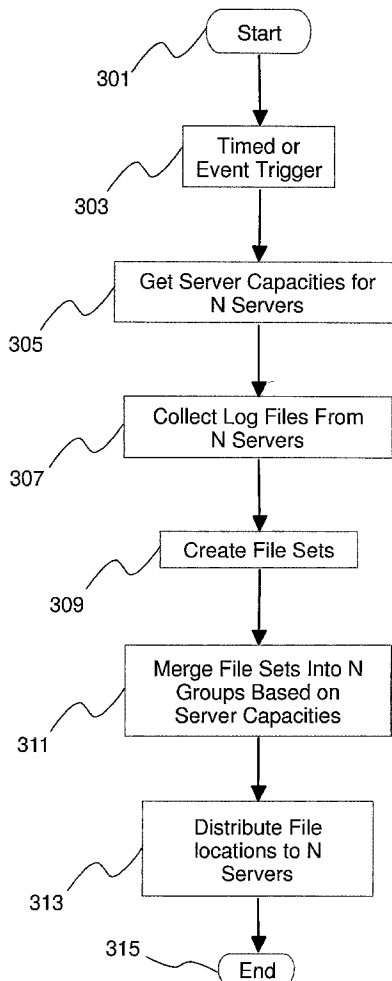 Start
301
Timed or
Event Trigger
303
Get Server Capacities for
N Servers
305
Collect Log Files From
N Servers
307
Create File Sets
309
Merge File Sets Into N
Groups Based on
Server Capacities
311
Distribute File
locations to N
Servers
313
315
End